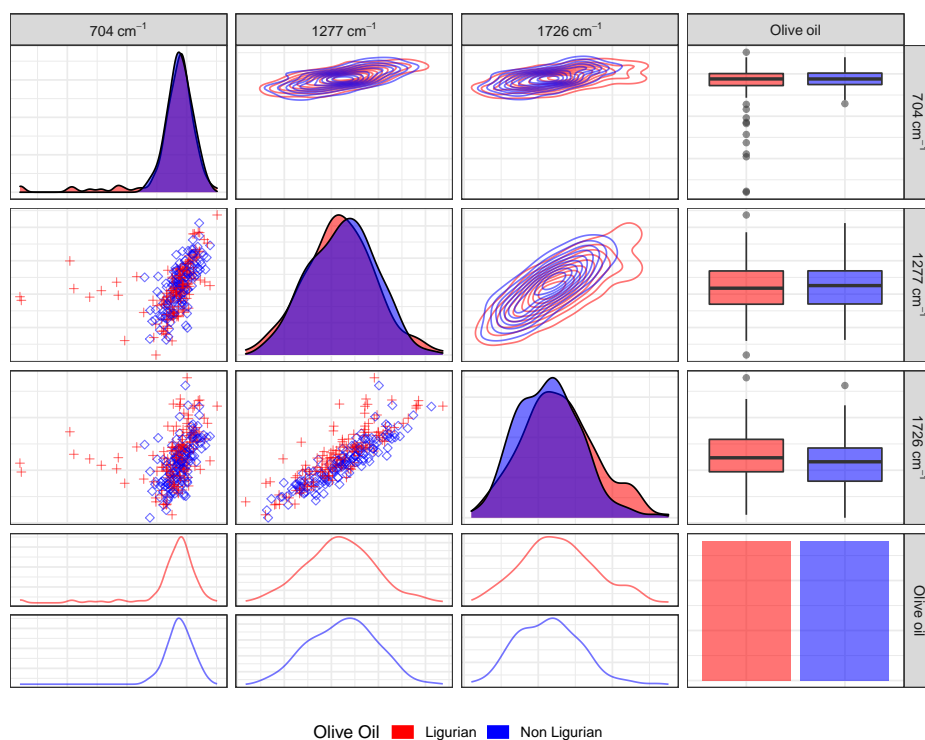 704 cm⁻¹ 1277 cm⁻¹ 1726 cm⁻¹ Olive oil
704 cm⁻¹
1277 cm⁻¹
1726 cm⁻¹
Olive oil
Olive Oil Ligurian Non Ligurian